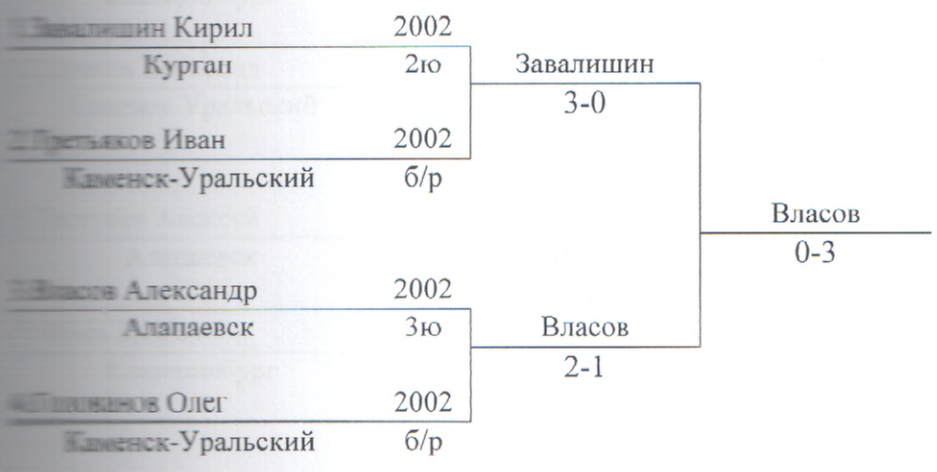 Завалишин Кирил 2002
Курган 2ю
Завалишин
3-0
Третьяков Иван 2002
Каменск-Уральский б/р
Власов
0-3
Власов Александр 2002
Алапаевск 3ю
Власов
2-1
Олег 2002
Каменск-Уральский б/р